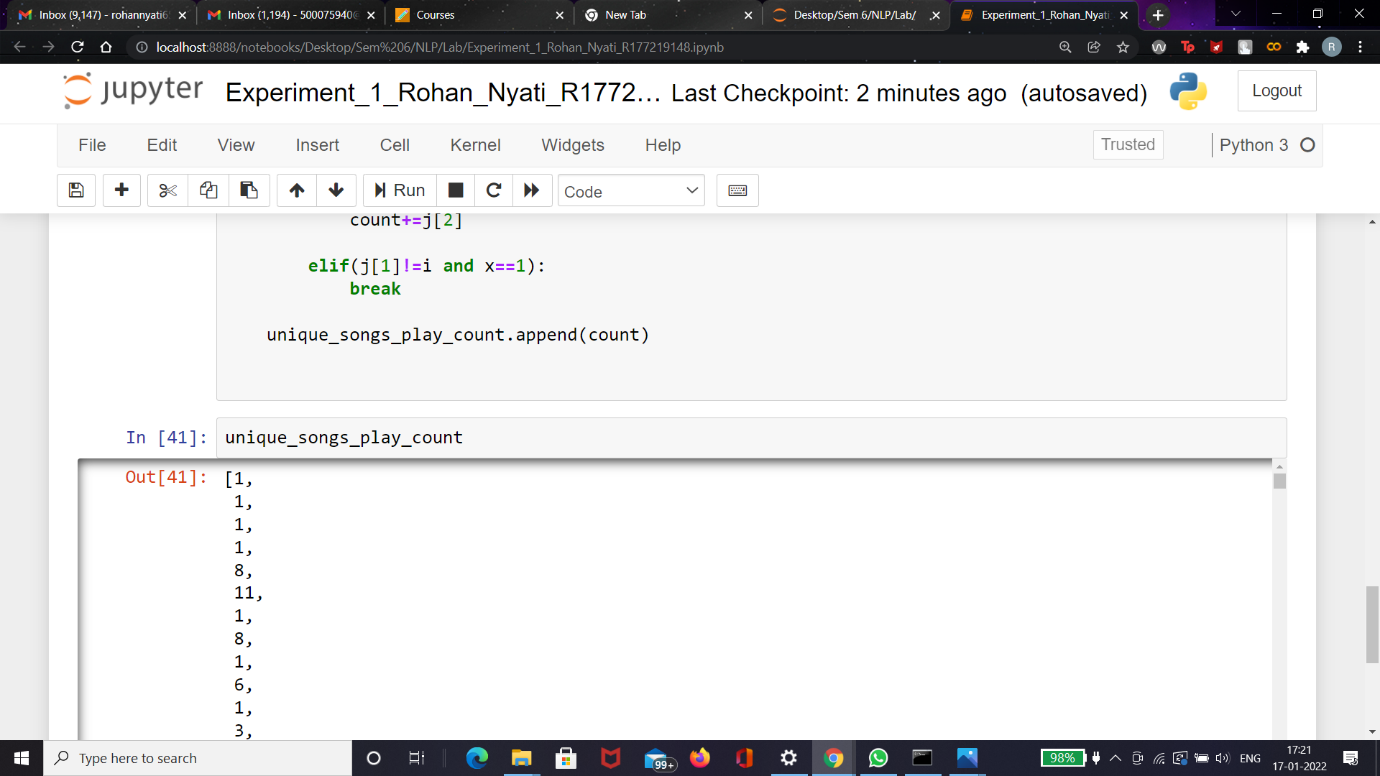 Inbox (9,147) - rohannyati6
Inbox (1,194) - 500075940@
Courses
New Tab
Desktop/Sem 6/NLP/Lab/
Experiment_1_Rohan_Nyati
localhost:8888/notebooks/Desktop/Sem%206/NLP/Lab/Experiment_1_Rohan_Nyati_R177219148.ipynb
Tp
R
jupyter Experiment_1_Rohan_Nyati_R1772... Last Checkpoint: 2 minutes ago (autosaved)
Logout
File Edit View Insert Cell Kernel Widgets Help
Trusted
Python 3
Run
Code
count+=j[2]
elif(j[1]!=i and x==1):
break
unique_songs_play_count.append(count)
In [41]: unique_songs_play_count
Out[41]: [1,
1,
1,
1,
8,
11,
1,
8,
1,
6,
1,
3,
Type here to search
99+
98%
ENG
17:21
17-01-2022